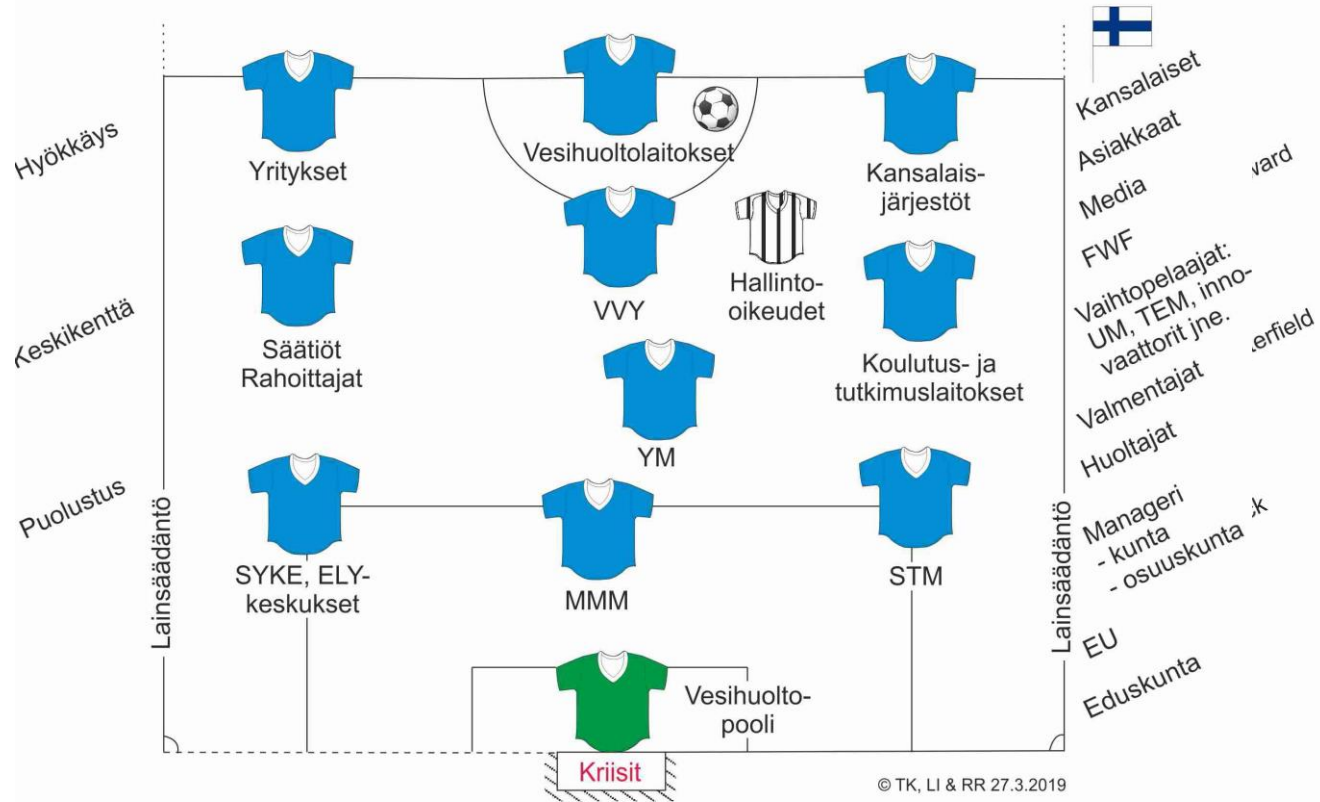 Kansalaiset
Hyökkäys
Yritykset
Vesihuoltolaitokset
Kansalais-
järjestöt
Asiakkaat
Media
FWF
Hallinto-
oikeudet
VVY
Keskikenttä
Säätiöt
Rahoittajat
Koulutus- ja
tutkimuslaitokset
Vaihtopelaajat:
UM, TEM, inno-
vaattorit jne.
YM
Valmentajat
Huoltajat
Puolustus
Lainsäädäntö
SYKE, ELY-
keskukset
MMM
STM
Lainsäädäntö
Manageri
- kunta
- osuuskunta
EU
Eduskunta
Vesihuolto-
pooli
Kriisit
© TK, LI & RR 27.3.2019